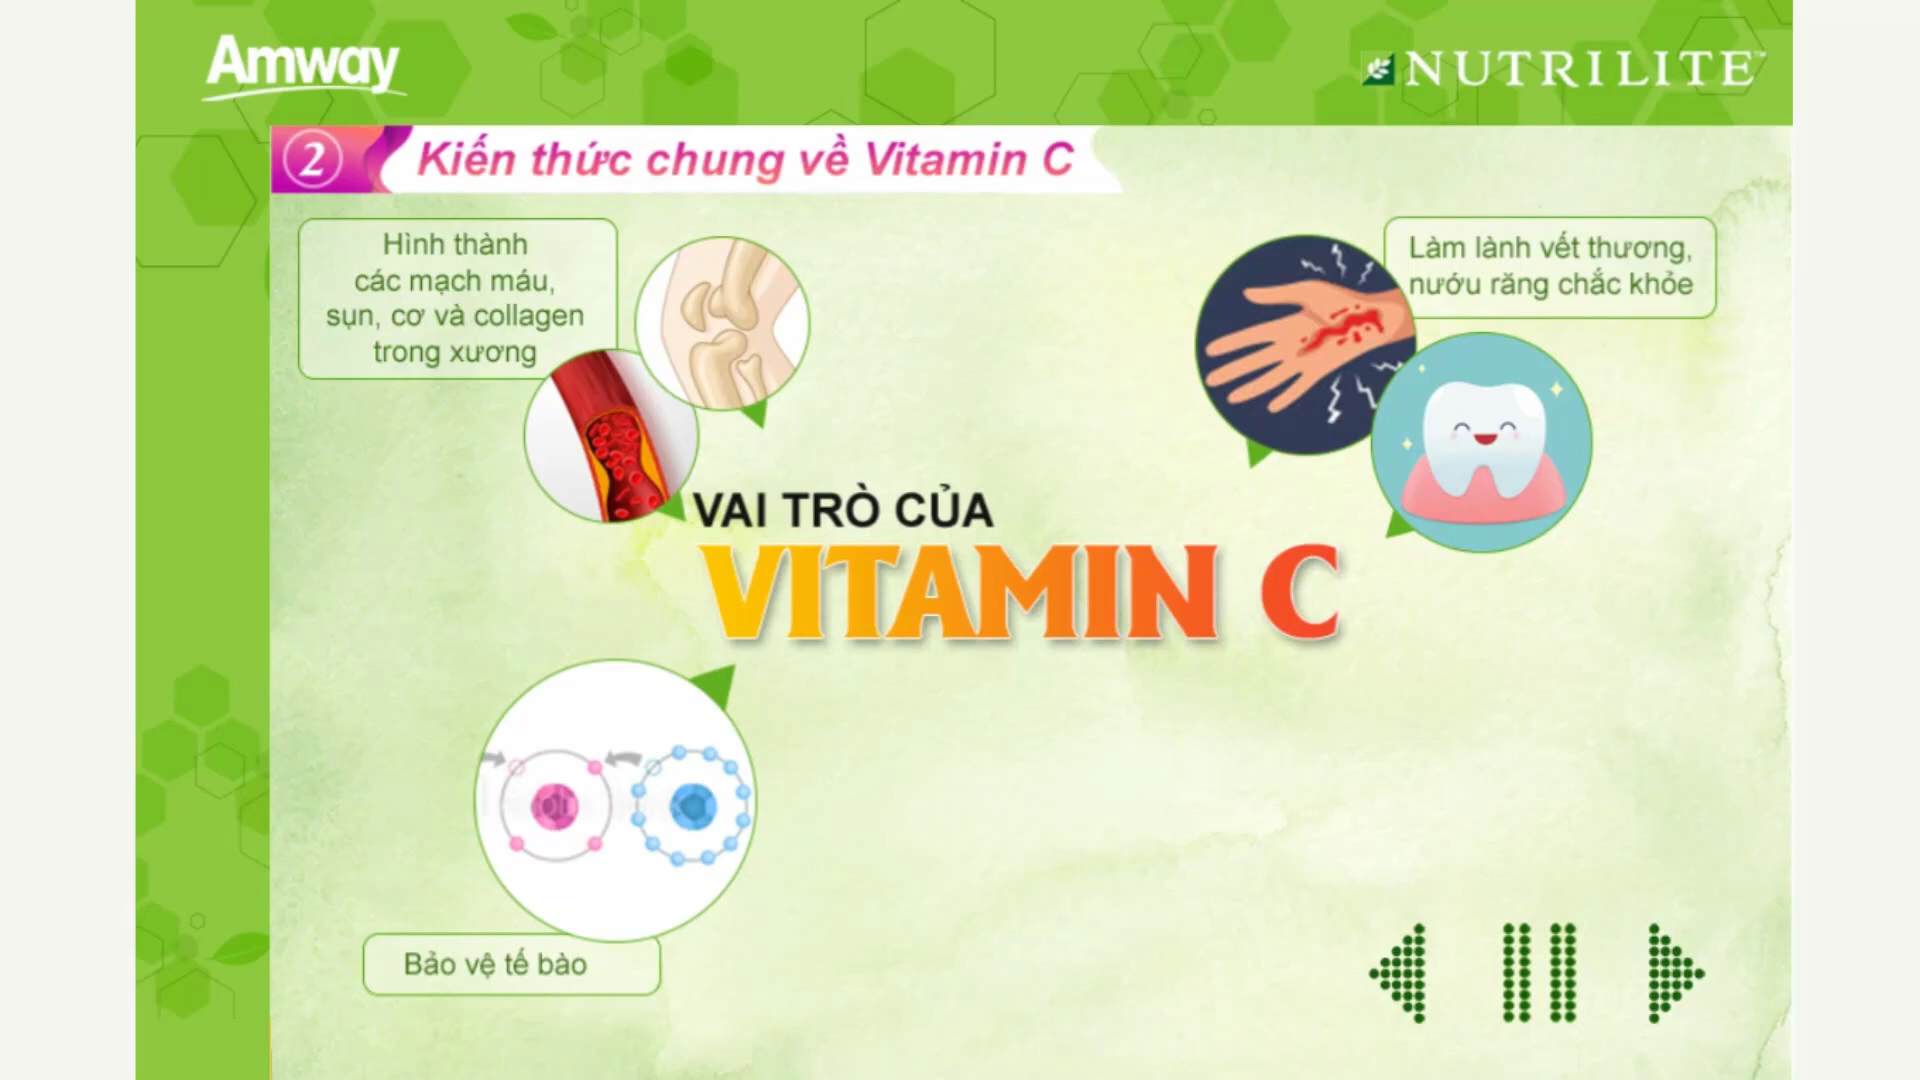 Amway
NUTRILITE™
2 Kiến thức chung về Vitamin C
Hình thành
các mạch máu,
sụn, cơ và collagen
trong xương
Làm lành vết thương,
nướu răng chắc khỏe
VAI TRÒ CỦA
VITAMIN C
Bảo vệ tế bào